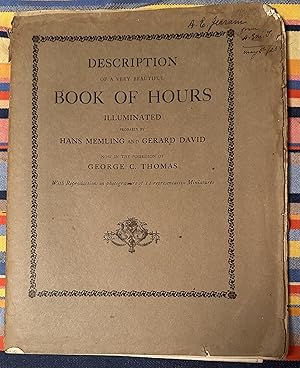 DESCRIPTION
OF A VERY BEAUTIFUL
BOOK OF HOURS
ILLUMINATED
PROBABLY BY
HANS MEMLING AND GERARD DAVID
NOW IN THE POSSESSION OF
GEORGE C. THOMAS
With Reproductions in photogravure of 14 representative Miniatures